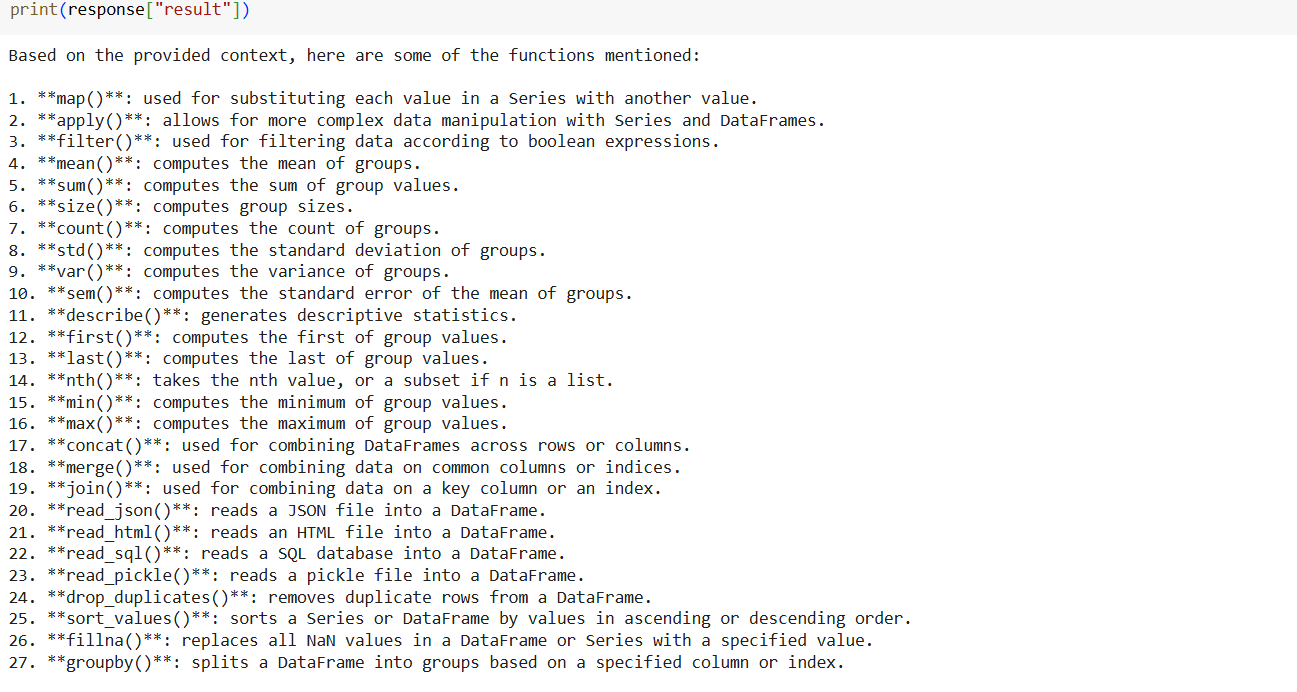 print(response["result"])
Based on the provided context, here are some of the functions mentioned:
1. **map()**: used for substituting each value in a Series with another value.
2. **apply()**: allows for more complex data manipulation with Series and DataFrames.
3. **filter()**: used for filtering data according to boolean expressions.
4. **mean()**: computes the mean of groups.
5. **sum()**: computes the sum of group values.
6. **size()**: computes group sizes.
7. **count()**: computes the count of groups.
8. **std()**: computes the standard deviation of groups.
9. **var()**: computes the variance of groups.
10. **sem()**: computes the standard error of the mean of groups.
11. **describe()**: generates descriptive statistics.
12. **first()**: computes the first of group values.
13. **last()**: computes the last of group values.
14. **nth()**: takes the nth value, or a subset if n is a list.
15. **min()**: computes the minimum of group values.
16. **max()**: computes the maximum of group values.
17. **concat()**: used for combining DataFrames across rows or columns.
18. **merge()**: used for combining data on common columns or indices.
19. **join()**: used for combining data on a key column or an index.
20. **read_json()**: reads a JSON file into a DataFrame.
21. **read_html()**: reads an HTML file into a DataFrame.
22. **read_sql()**: reads a SQL database into a DataFrame.
23. **read_pickle()**: reads a pickle file into a DataFrame.
24. **drop_duplicates()**: removes duplicate rows from a DataFrame.
25. **sort_values()**: sorts a Series or DataFrame by values in ascending or descending order.
26. **fillna()**: replaces all NaN values in a DataFrame or Series with a specified value.
27. **groupby()**: splits a DataFrame into groups based on a specified column or index.